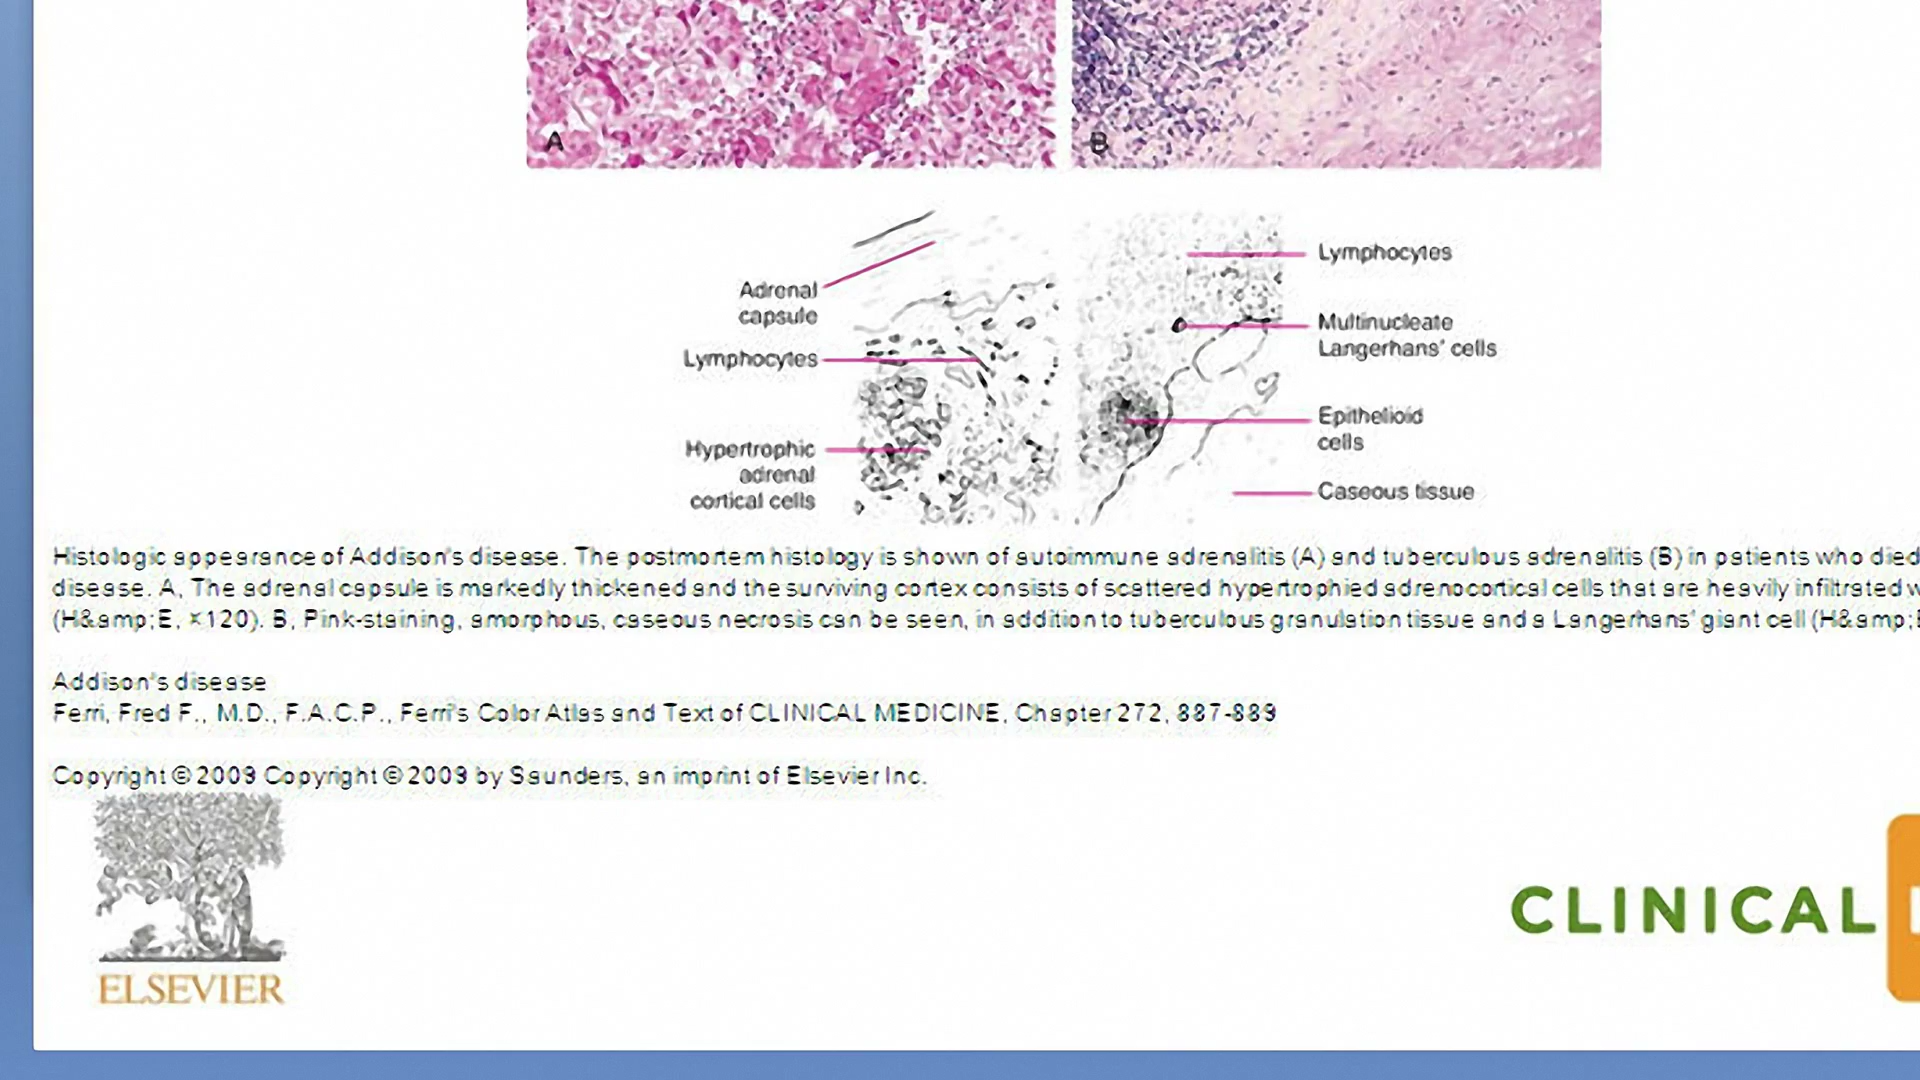 A B
Adrenal
capsule
Lymphocytes
Hypertrophic
adrenal
cortical cells
Lymphocytes
Multinucleate
Langerhans' cells
Epithelioid
cells
Caseous tissue
Histologic appearance of Addison's disease. The postmortem histology is shown of autoimmune adrenalitis (A) and tuberculous adrenalitis (B) in patients who died
disease. A, The adrenal capsule is markedly thickened and the surviving cortex consists of scattered hypertrophied adrenocortical cells that are heavily infiltrated
(H&amp;E, ×120). B, Pink-staining, amorphous, caseous necrosis can be seen, in addition to tuberculous granulation tissue and a Langerhans' giant cell (H&amp;E
Addison's disease
Ferri, Fred F., M.D., F.A.C.P., Ferri's Color Atlas and Text of CLINICAL MEDICINE, Chapter 272, 887-889
Copyright © 2009 Copyright © 2009 by Saunders, an imprint of Elsevier Inc.
ELSEVIER
CLINICAL